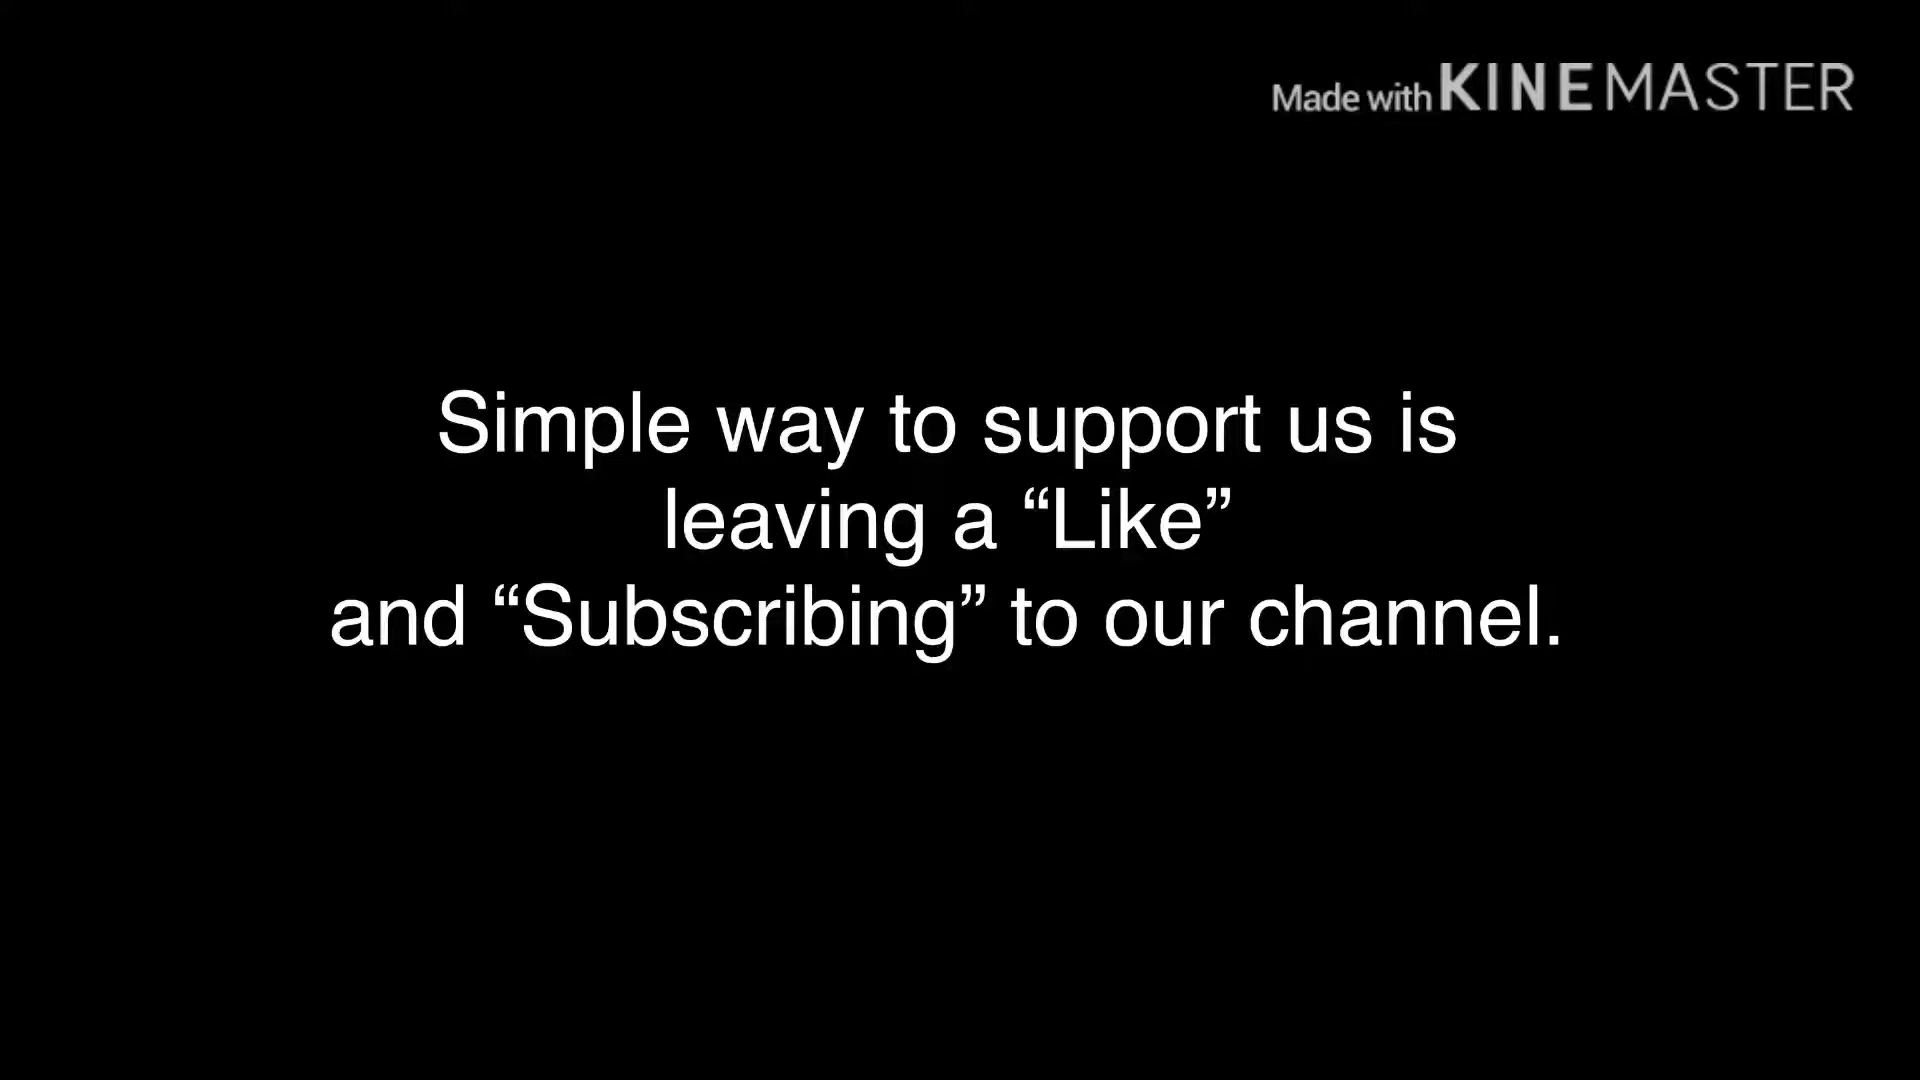 Made with KINEMASTER
Simple way to support us is
leaving a “Like”
and “Subscribing” to our channel.